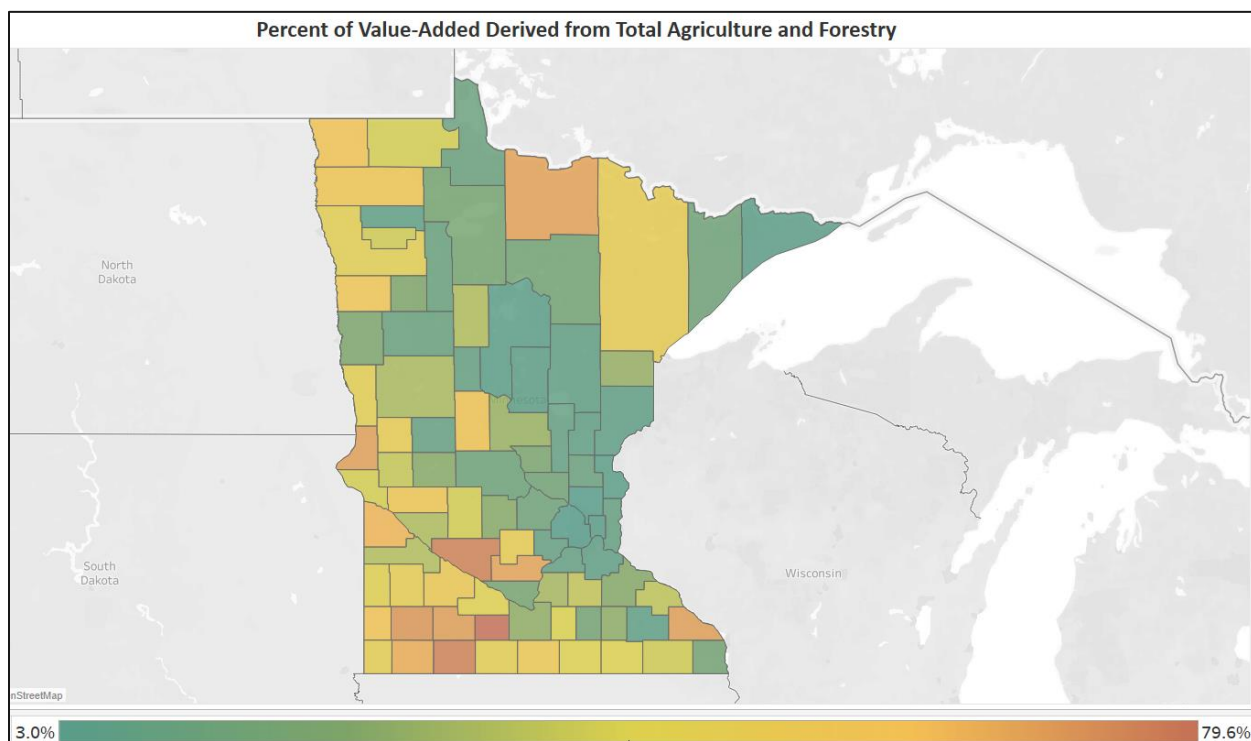 Percent of Value-Added Derived from Total Agriculture and Forestry
North
Dakota
South
Dakota
Wisconsin
nStreetMap
3.0%
79.6%